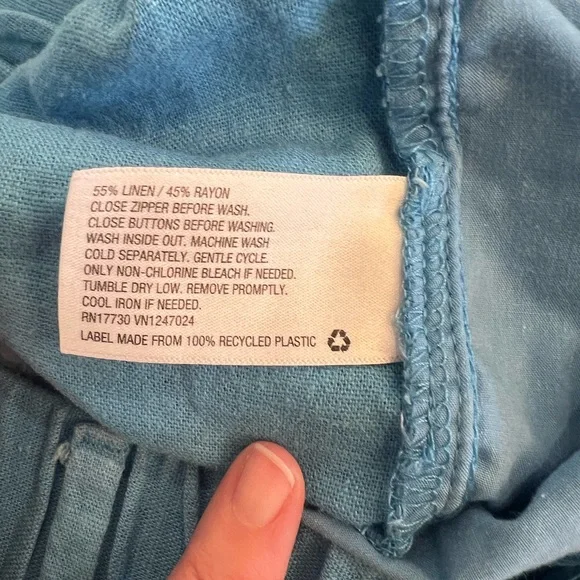 55% LINEN / 45% RAYON
CLOSE ZIPPER BEFORE WASH.
CLOSE BUTTONS BEFORE WASHING.
WASH INSIDE OUT. MACHINE WASH
COLD SEPARATELY. GENTLE CYCLE.
ONLY NON-CHLORINE BLEACH IF NEEDED.
TUMBLE DRY LOW. REMOVE PROMPTLY.
COOL IRON IF NEEDED.
RN17730 VN1247024
LABEL MADE FROM 100% RECYCLED PLASTIC